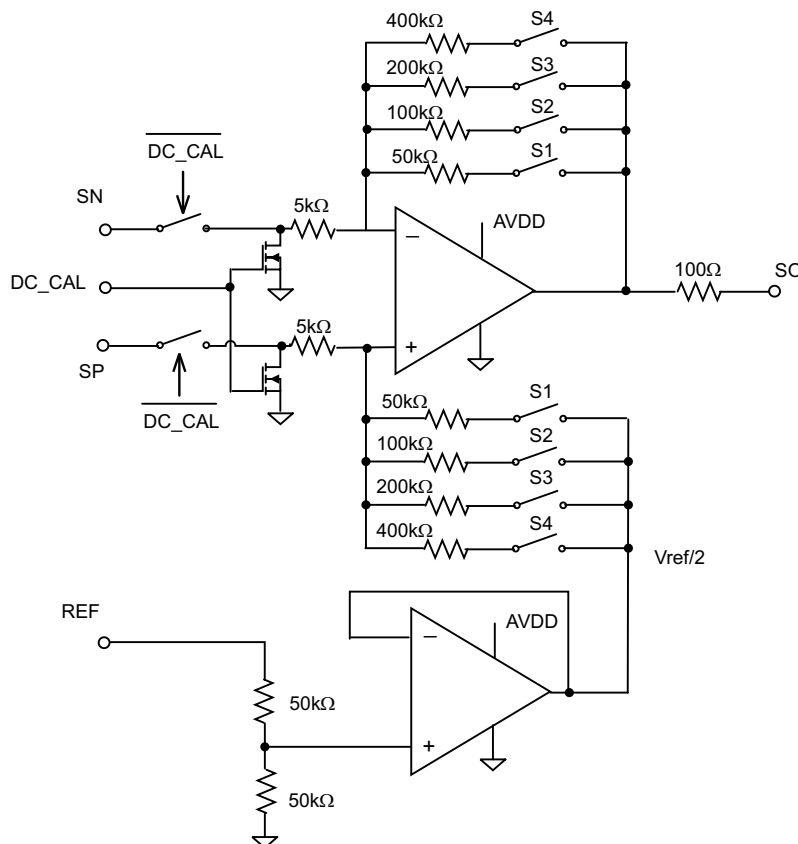 400kΩ
S4
200kΩ
S3
100kΩ
S2
50kΩ
S1
DC_CAL
SN
5kΩ
AVDD
DC_CAL
100Ω
SO
SP
5kΩ
DC_CAL
50kΩ
S1
100kΩ
S2
200kΩ
S3
400kΩ
S4
Vref/2
REF
AVDD
50kΩ
50kΩ